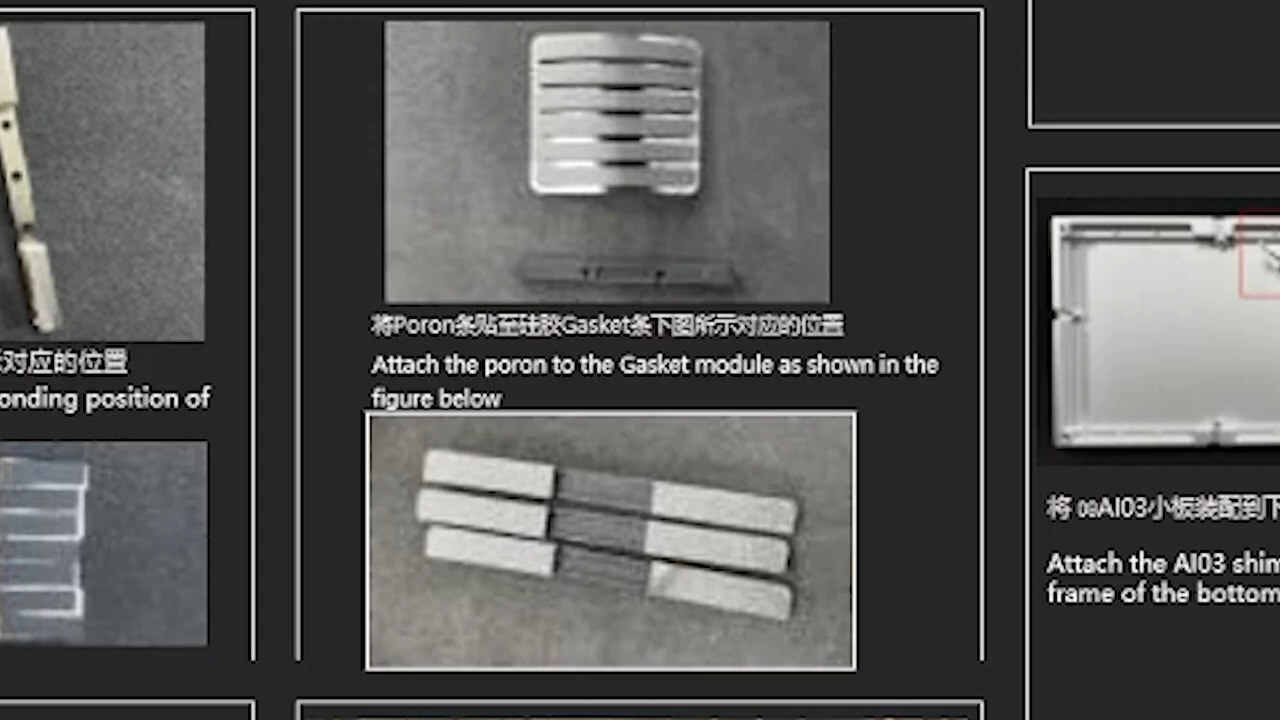 对应的位置
onding position of
将Poron条贴至硅胶Gasket条下图所示对应的位置
Attach the poron to the Gasket module as shown in the
figure below
将 08AI03小板装配到下
Attach the AI03 shim
frame of the bottom